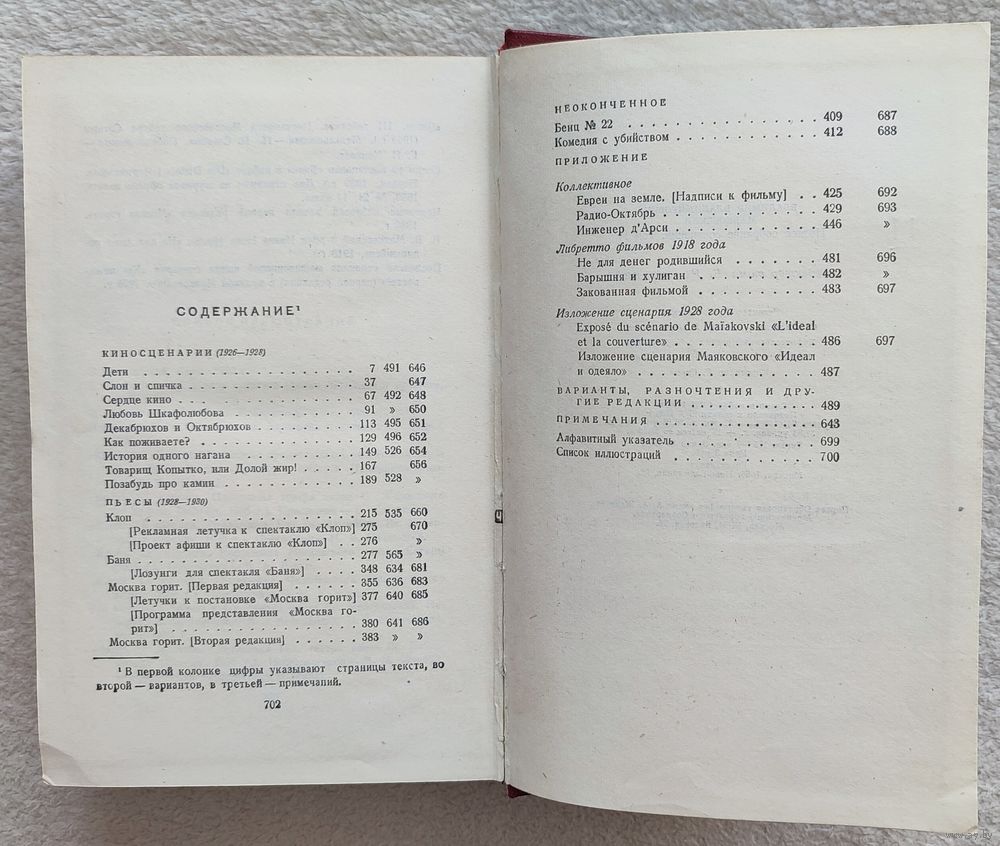 СОДЕРЖАНИЕ¹
КИНОСЦЕНАРИИ (1926—1928)
Дети . . . . . . . . . . . . . . . . . . 7 491 646
Слон и спичка . . . . . . . . . . . . . 37 647
Сердце кино . . . . . . . . . . . . . . 67 492 648
Любовь Шкафолюбова . . . . . . . . . . 91 » 650
Декабрюхов и Октябрюхов . . . . . . . . 113 495 651
Как поживаете? . . . . . . . . . . . . . 129 496 652
История одного нагана . . . . . . . . . 149 526 654
Товарищ Копытко, или Долой жир! . . . . . 167 656
Позабудь про камин . . . . . . . . . . . 189 528 »
ПЬЕСЫ (1928—1930)
Клоп . . . . . . . . . . . . . . . . . . 215 535 660
[Рекламная летучка к спектаклю «Клоп»] 275 670
[Проект афиши к спектаклю «Клоп»] . . 276 »
Баня . . . . . . . . . . . . . . . . . . 277 565 »
[Лозунги для спектакля «Баня»] . . . . 348 634 681
Москва горит. [Первая редакция] . . . . . . 355 636 683
[Летучки к постановке «Москва горит»] 377 640 685
[Программа представления «Москва го-
рит»] . . . . . . . . . . . . . . . . 380 641 686
Москва горит. [Вторая редакция] . . . . . . 383 » »
¹ В первой колонке цифры указывают страницы текста, во
второй — вариантов, в третьей — примечаний.
702
НЕОКОНЧЕННОЕ
Бенц № 22 . . . . . . . . . . . . . . . 409 687
Комедия с убийством . . . . . . . . . . 412 688
ПРИЛОЖЕНИЕ
Коллективное
Евреи на земле. [Надписи к фильму] . . 425 692
Радио-Октябрь . . . . . . . . . . . . 429 693
Инженер д'Арси . . . . . . . . . . . . 446 »
Либретто фильмов 1918 года
Не для денег родившийся . . . . . . . 481 696
Барышня и хулиган . . . . . . . . . . 482 »
Закованная фильмой . . . . . . . . . . 483 697
Изложение сценария 1928 года
Exposé du scénario de Maïakovski «L'ideal
et la couverture» . . . . . . . . . . . 486 697
Изложение сценария Маяковского «Идеал
и одеяло» . . . . . . . . . . . . . . 487
ВАРИАНТЫ, РАЗНОЧТЕНИЯ И ДРУ-
ГИЕ РЕДАКЦИИ . . . . . . . . . . . . 489
ПРИМЕЧАНИЯ . . . . . . . . . . . . . . . 643
Алфавитный указатель . . . . . . . . . . 699
Список иллюстраций . . . . . . . . . . . 700